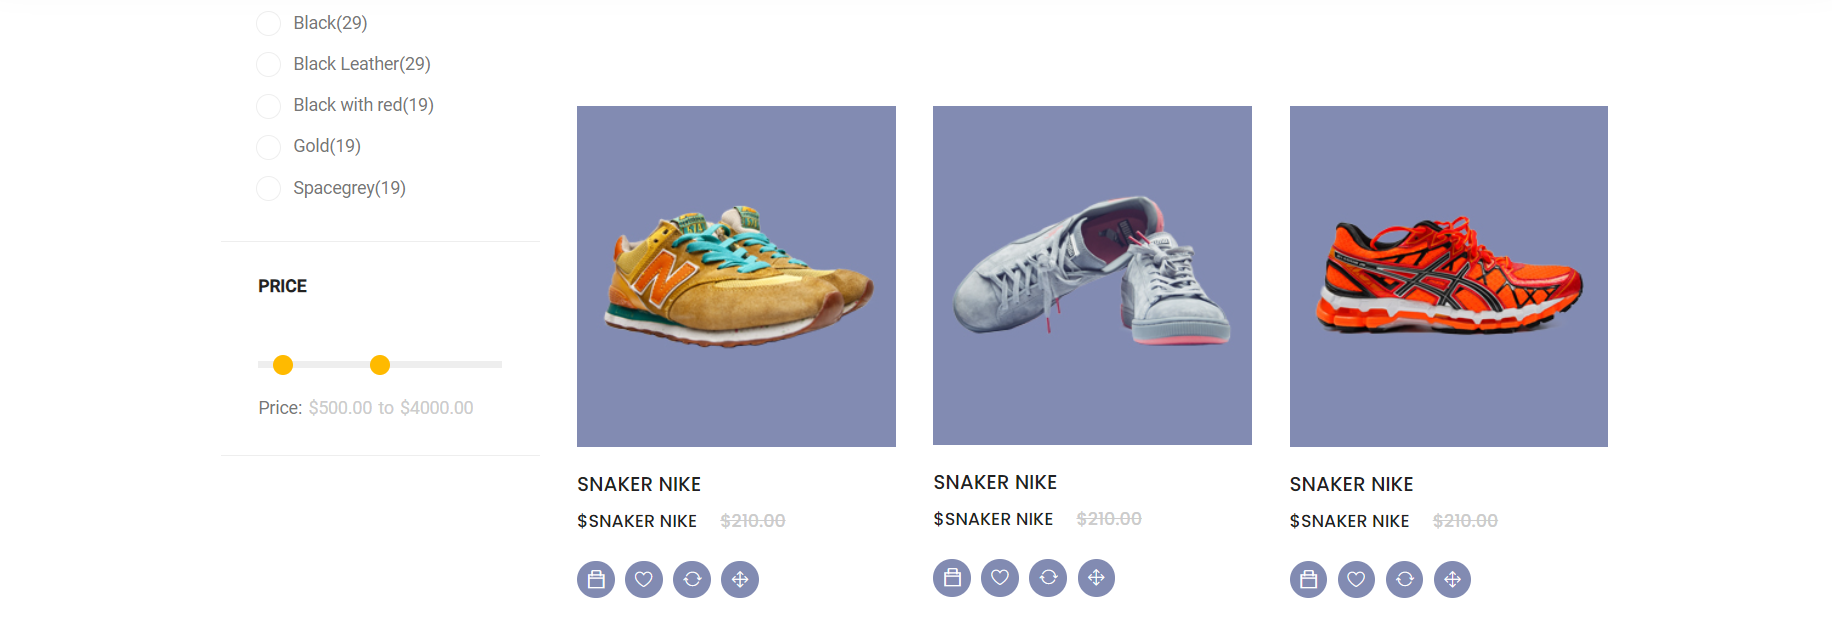 Black(29)
Black Leather(29)
Black with red(19)
Gold(19)
Spacegrey(19)
PRICE
Price: $500.00 to $4000.00
N
SNAKER NIKE
$SNAKER NIKE $210.00
SNAKER NIKE
$SNAKER NIKE $210.00
SNAKER NIKE
$SNAKER NIKE $210.00